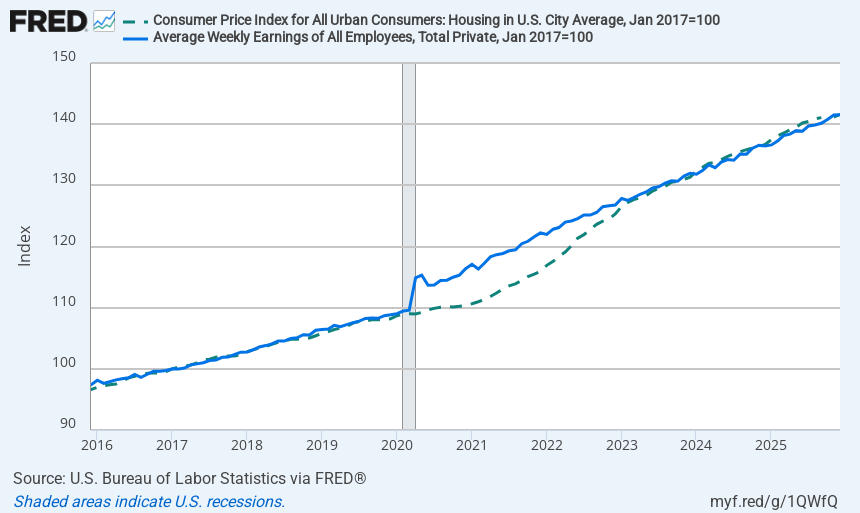 FRED
Consumer Price Index for All Urban Consumers: Housing in U.S. City Average, Jan 2017=100
Average Weekly Earnings of All Employees, Total Private, Jan 2017=100
150
140
130
120
110
100
90
Index
2016 2017 2018 2019 2020 2021 2022 2023 2024 2025
Source: U.S. Bureau of Labor Statistics via FRED®
Shaded areas indicate U.S. recessions.
myf.red/g/1QWfQ